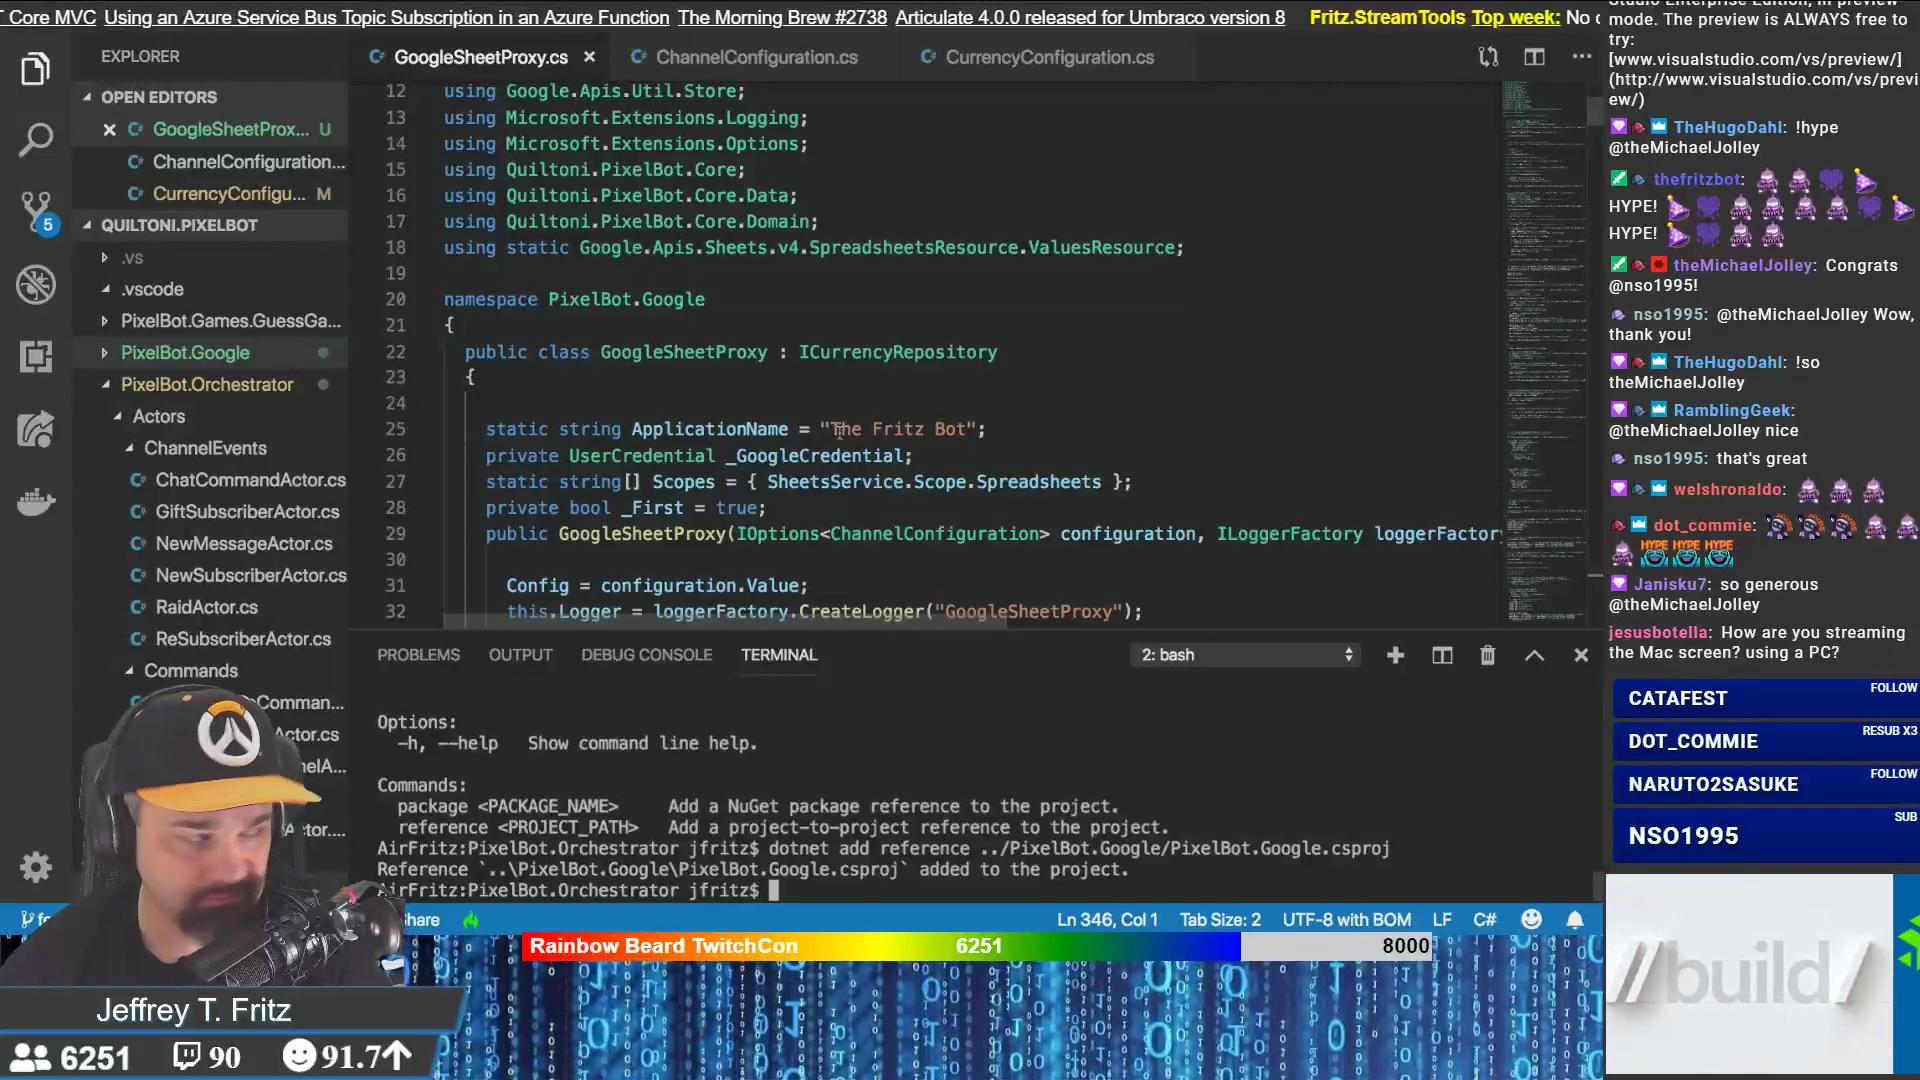 T Core MVC Using an Azure Service Bus Topic Subscription in an Azure Function The Morning Brew #2738 Articulate 4.0.0 released for Umbraco version 8 Fritz.StreamTools Top week: No
EXPLORER
OPEN EDITORS
GoogleSheetProx... U
ChannelConfiguration...
CurrencyConfigu... M
QUILTONI.PIXELBOT
.vs
.vscode
PixelBot.Games.GuessGa...
PixelBot.Google
PixelBot.Orchestrator
Actors
ChannelEvents
ChatCommandActor.cs
GiftSubscriberActor.cs
NewMessageActor.cs
NewSubscriberActor.cs
RaidActor.cs
ReSubscriberActor.cs
Commands
5
GoogleSheetProxy.cs
ChannelConfiguration.cs
CurrencyConfiguration.cs
12 using Google.Apis.Util.Store;
13 using Microsoft.Extensions.Logging;
14 using Microsoft.Extensions.Options;
15 using Quiltoni.PixelBot.Core;
16 using Quiltoni.PixelBot.Core.Data;
17 using Quiltoni.PixelBot.Core.Domain;
18 using static Google.Apis.Sheets.v4.SpreadsheetsResource.ValuesResource;
19
20 namespace PixelBot.Google
21 {
22 public class GoogleSheetProxy : ICurrencyRepository
23 {
24
25 static string ApplicationName = "The Fritz Bot";
26 private UserCredential _GoogleCredential;
27 static string[] Scopes = { SheetsService.Scope.Spreadsheets };
28 private bool _First = true;
29 public GoogleSheetProxy(IOptions<ChannelConfiguration> configuration, ILoggerFactory loggerFactor
30
31 Config = configuration.Value;
32 this.Logger = loggerFactory.CreateLogger("GoogleSheetProxy");
PROBLEMS OUTPUT DEBUG CONSOLE TERMINAL 2: bash
Options:
-h, --help Show command line help.
Commands:
package <PACKAGE_NAME> Add a NuGet package reference to the project.
reference <PROJECT_PATH> Add a project-to-project reference to the project.
AirFritz:PixelBot.Orchestrator jfritz$ dotnet add reference ../PixelBot.Google/PixelBot.Google.csproj
Reference `..\PixelBot.Google\PixelBot.Google.csproj` added to the project.
AirFritz:PixelBot.Orchestrator jfritz$
Ln 346, Col 1 Tab Size: 2 UTF-8 with BOM LF C#
Rainbow Beard TwitchCon 6251 8000
Jeffrey T. Fritz
6251 90 91.7
Studio Enterprise Edition, in preview
mode. The preview is ALWAYS free to
try:
[www.visualstudio.com/vs/preview/]
(http://www.visualstudio.com/vs/previ
ew/)
TheHugoDahl: !hype
@theMichaelJolley
thefritzbot:
HYPE!
HYPE!
theMichaelJolley: Congrats
@nso1995!
nso1995: @theMichaelJolley Wow,
thank you!
TheHugoDahl: !so
theMichaelJolley
RamblingGeek:
@theMichaelJolley nice
nso1995: that's great
welshronaldo:
dot_commie:
HYPE HYPE HYPE
Janisku7: so generous
@theMichaelJolley
jesusbotella: How are you streaming
the Mac screen? using a PC?
CATAFEST FOLLOW
DOT_COMMIE RESUB X3
NARUTO2SASUKE FOLLOW
NSO1995 SUB
//build/